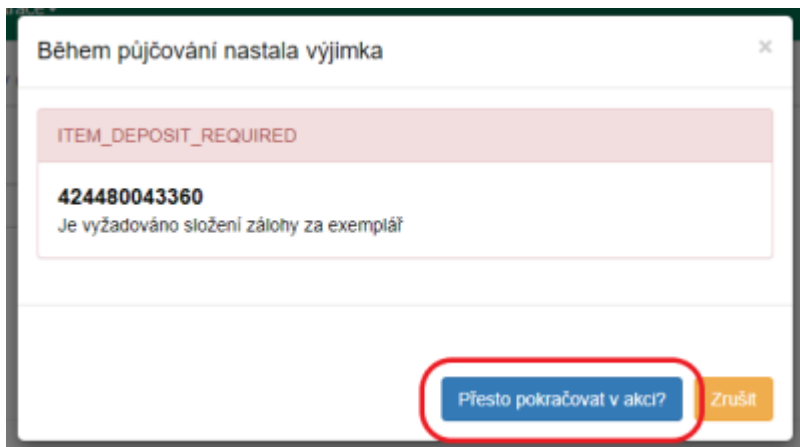 Během půjčování nastala výjimka
×
ITEM_DEPOSIT_REQUIRED
424480043360
Je vyžadováno složení zálohy za exemplář
Přesto pokračovat v akci?
Zrušit